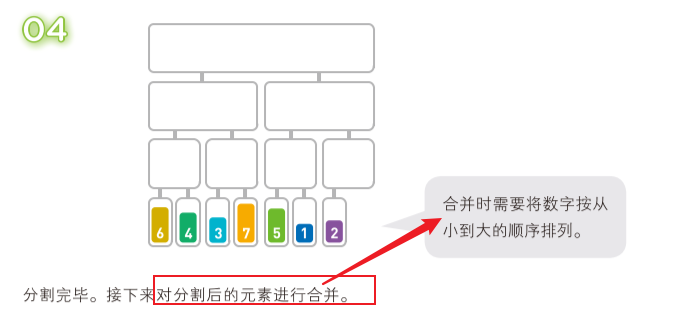 04
6 4 3 7 5 1 2
合并时需要将数字按从
小到大的顺序排列。
分割完毕。接下来对分割后的元素进行合并。